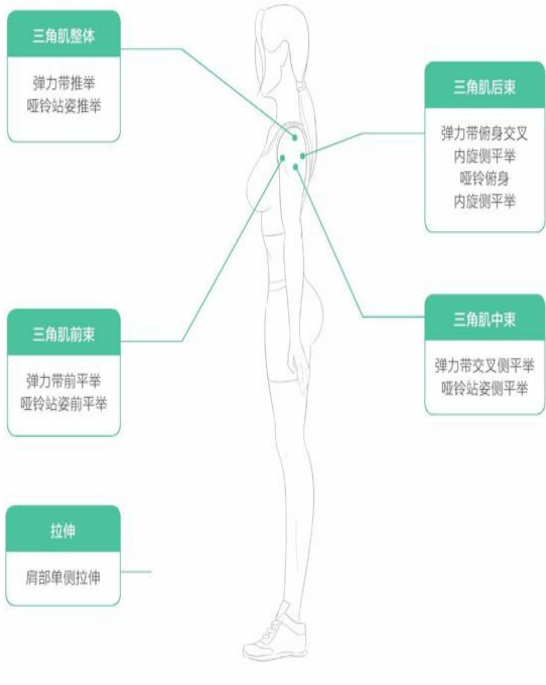 三角肌整体
弹力带推举
哑铃站姿推举
三角肌后束
弹力带俯身交叉
内旋侧平举
哑铃俯身
内旋侧平举
三角肌前束
弹力带前平举
哑铃站姿前平举
三角肌中束
弹力带交叉侧平举
哑铃站姿侧平举
拉伸
肩部单侧拉伸